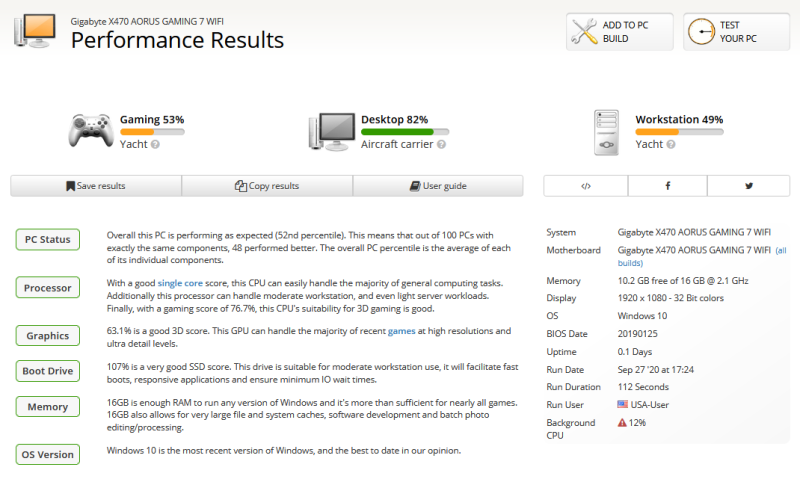 Gigabyte X470 AORUS GAMING 7 WIFI
Performance Results
ADD TO PC
BUILD
TEST
YOUR PC
Gaming 53%
Yacht
Desktop 82%
Aircraft carrier
Workstation 49%
Yacht
Save results
Copy results
User guide
PC Status
Overall this PC is performing as expected (52nd percentile). This means that out of 100 PCs with
exactly the same components, 48 performed better. The overall PC percentile is the average of each
of its individual components.
Processor
With a good single core score, this CPU can easily handle the majority of general computing tasks.
Additionally this processor can handle moderate workstation, and even light server workloads.
Finally, with a gaming score of 76.7%, this CPU's suitability for 3D gaming is good.
Graphics
63.1% is a good 3D score. This GPU can handle the majority of recent games at high resolutions and
ultra detail levels.
Boot Drive
107% is a very good SSD score. This drive is suitable for moderate workstation use, it will facilitate fast
boots, responsive applications and ensure minimum IO wait times.
Memory
16GB is enough RAM to run any version of Windows and it's more than sufficient for nearly all games.
16GB also allows for very large file and system caches, software development and batch photo
editing/processing.
OS Version
Windows 10 is the most recent version of Windows, and the best to date in our opinion.
System Gigabyte X470 AORUS GAMING 7 WIFI
Motherboard Gigabyte X470 AORUS GAMING 7 WIFI (all
builds)
Memory 10.2 GB free of 16 GB @ 2.1 GHz
Display 1920 x 1080 - 32 Bit colors
OS Windows 10
BIOS Date 20190125
Uptime 0.1 Days
Run Date Sep 27 '20 at 17:24
Run Duration 112 Seconds
Run User USA-User
Background
CPU 12%